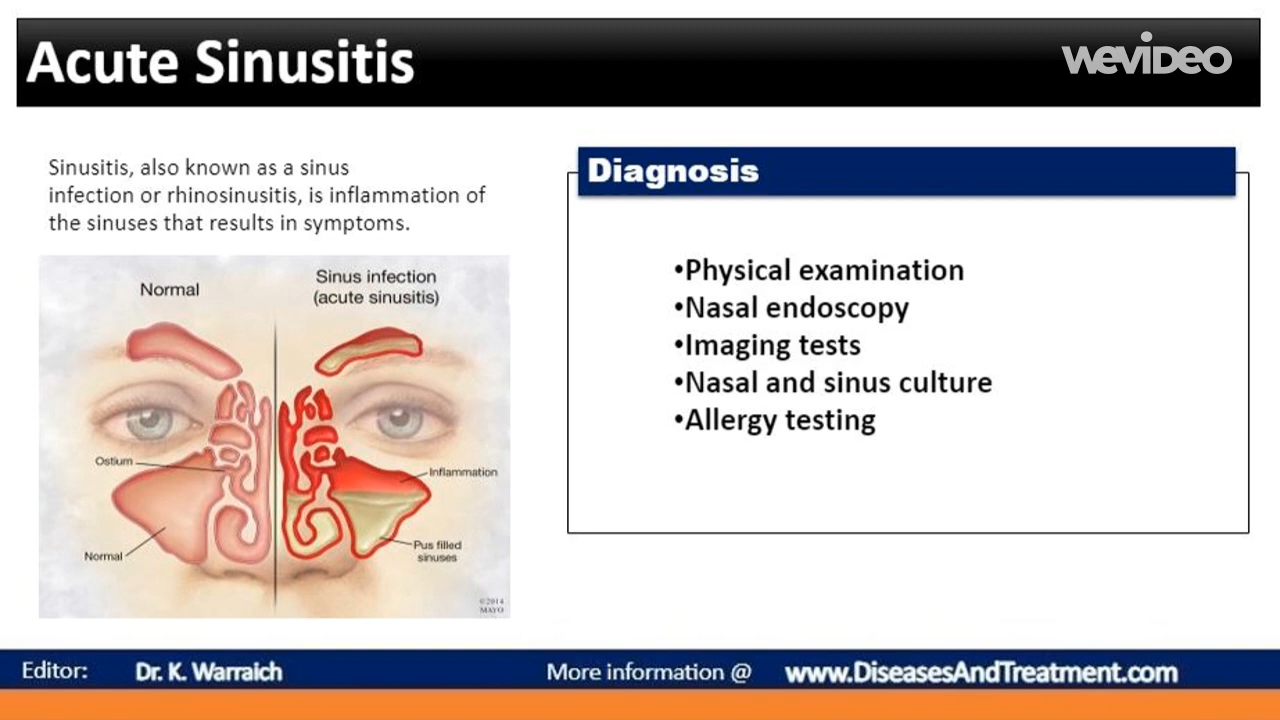 Acute Sinusitis
WEVIDEO
Sinusitis, also known as a sinus
infection or rhinosinusitis, is inflammation of
the sinuses that results in symptoms.
Normal
Sinus infection
(acute sinusitis)
Ostium
Inflammation
Normal
Pus filled
sinuses
©2014
MAYO
Diagnosis
•Physical examination
•Nasal endoscopy
•Imaging tests
•Nasal and sinus culture
•Allergy testing
Editor: Dr. K. Warraich More information @ www.DiseasesAndTreatment.com